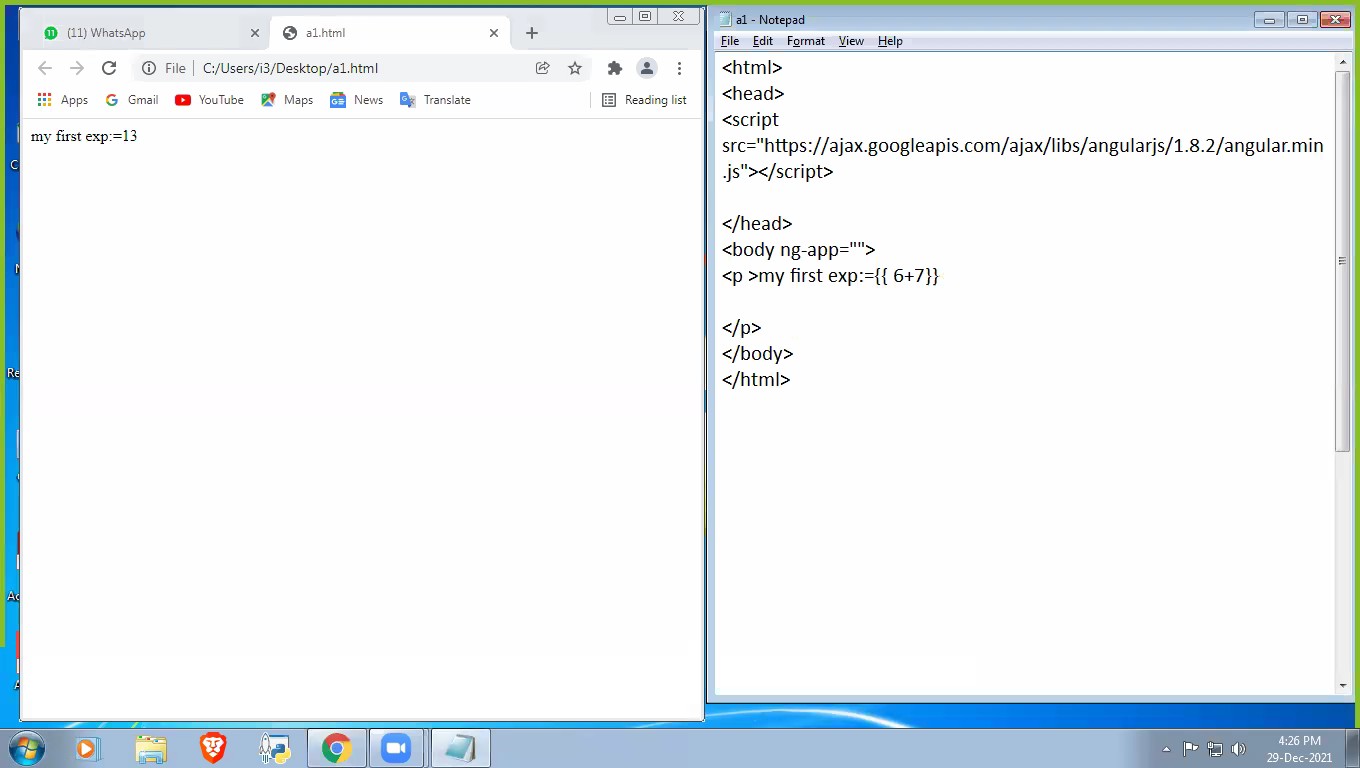 (11) WhatsApp
a1.html
File
C:/Users/i3/Desktop/a1.html
Apps
Gmail
YouTube
Maps
News
Translate
Reading list
my first exp:=13
a1 - Notepad
File Edit Format View Help
<html>
<head>
<script
src="https://ajax.googleapis.com/ajax/libs/angularjs/1.8.2/angular.min
.js"></script>
</head>
<body ng-app="">
<p >my first exp:={{ 6+7}}
</p>
</body>
</html>
4:26 PM
29-Dec-2021